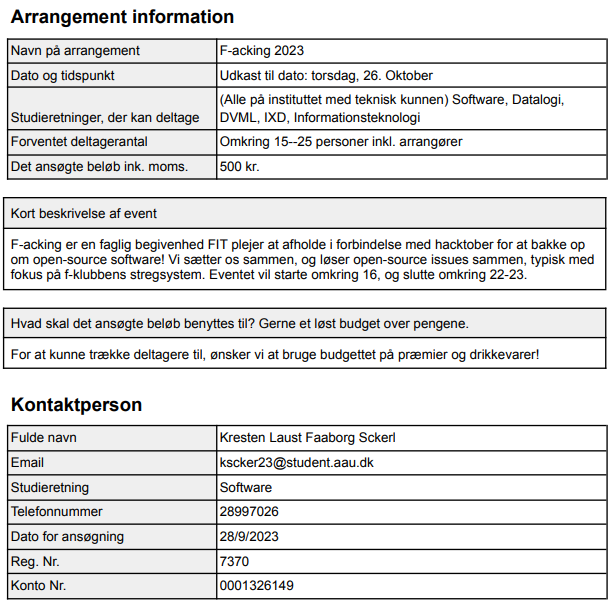 Arrangement information
Navn på arrangement F-acking 2023
Dato og tidspunkt Udkast til dato: torsdag, 26. Oktober
Studieretninger, der kan deltage (Alle på instituttet med teknisk kunnen) Software, Datalogi,
DVML, IXD, Informationsteknologi
Forventet deltagerantal Omkring 15--25 personer inkl. arrangører
Det ansøgte beløb ink. moms. 500 kr.
Kort beskrivelse af event
F-acking er en faglig begivenhed FIT plejer at afholde i forbindelse med hacktober for at bakke op
om open-source software! Vi sætter os sammen, og løser open-source issues sammen, typisk med
fokus på f-klubbens stregsystem. Eventet vil starte omkring 16, og slutte omkring 22-23.
Hvad skal det ansøgte beløb benyttes til? Gerne et løst budget over pengene.
For at kunne trække deltagere til, ønsker vi at bruge budgettet på præmier og drikkevarer!
Kontaktperson
Fulde navn Kresten Laust Faaborg Sckerl
Email kscker23@student.aau.dk
Studieretning Software
Telefonnummer 28997026
Dato for ansøgning 28/9/2023
Reg. Nr. 7370
Konto Nr. 0001326149